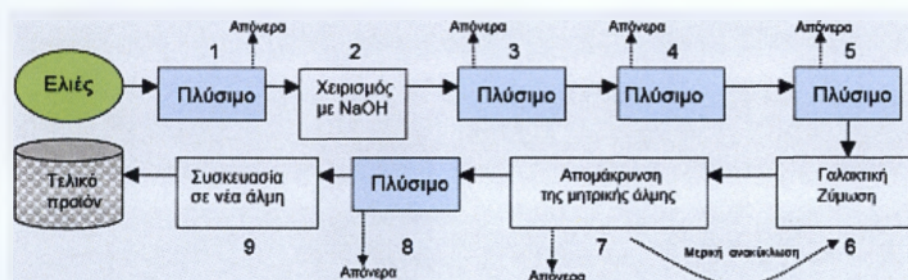 Απόνερα
Απόνερα
Απόνερα
Απόνερα
1
2
3
4
5
Ελιές
Πλύσιμο
Χειρισμός
με NaOH
Πλύσιμο
Πλύσιμο
Πλύσιμο
Τελικό
προϊόν
Συσκευασία
σε νέα άλμη
Πλύσιμο
Απομάκρυνση
της μητρικής άλμης
Γαλακτική
Ζύμωση
9
8
7
Μερική ανακύκλωση
6
Απόνερα
Απόνερα